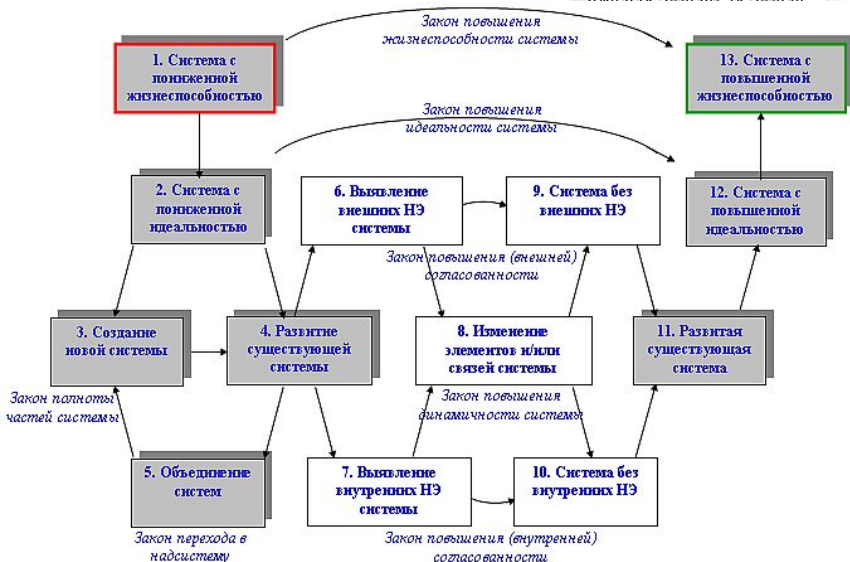 Закон повышения
жизнеспособности системы
1. Система с
пониженной
жизнеспособностью
13. Система с
повышенной
жизнеспособностью
Закон повышения
идеальности системы
2. Система с
пониженной
идеальностью
6. Выявление
внешних НЭ
системы
9. Система без
внешних НЭ
12. Система с
повышенной
идеальностью
Закон повышения (внешней)
согласованности
3. Создание
новой системы
4. Развитие
существующей
системы
8. Изменение
элементов и/или
связей системы
11. Развитая
существующая
система
Закон полноты
частей системы
Закон повышения
динамичности системы
5. Объединение
систем
7. Выявление
внутренних НЭ
системы
10. Система без
внутренних НЭ
Закон перехода в
надсистему
Закон повышения (внутренней)
согласованности